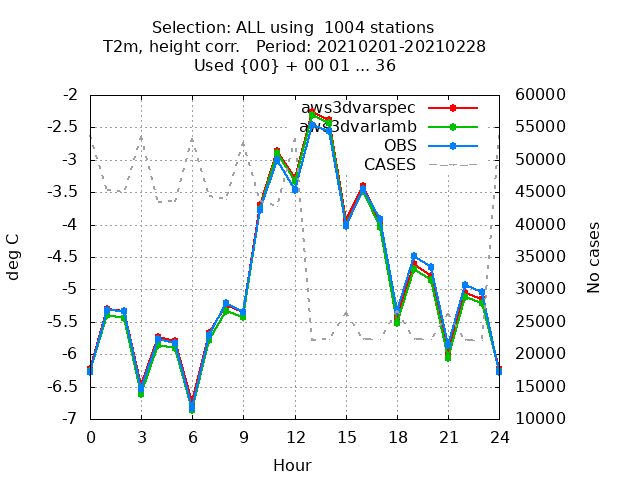 Selection: ALL using  1004 stations
T2m, height corr.   Period: 20210201-20210228
Used {00} + 00 01 ... 36
-2
-2.5
-3
-3.5
-4
-4.5
-5
-5.5
-6
-6.5
-7
deg C
aws3dvarspec
aws3dvarlamb
OBS
CASES
60000
55000
50000
45000
40000
35000
30000
25000
20000
15000
10000
No cases
0 3 6 9 12 15 18 21 24
Hour